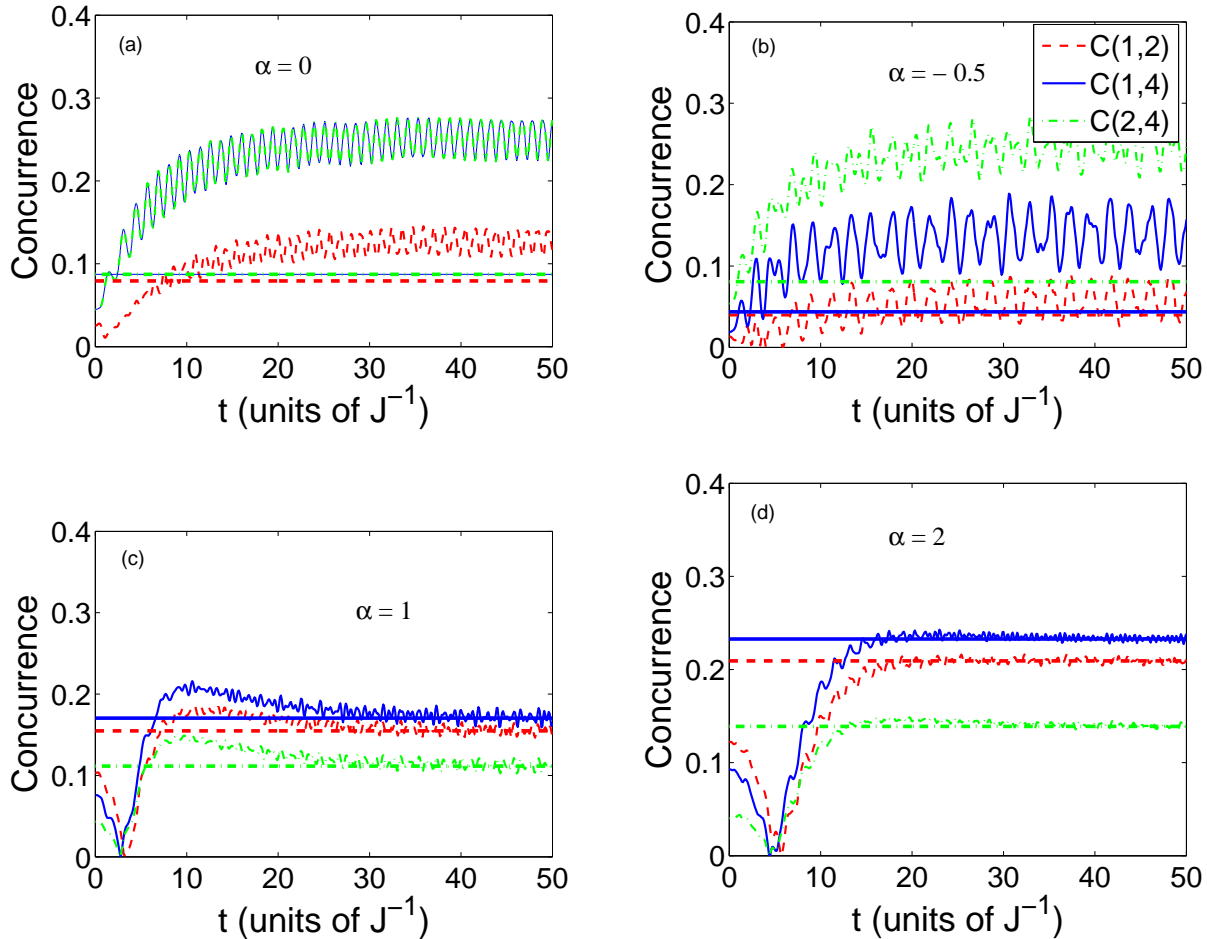 (a)
α = 0
Concurrence
0.4
0.3
0.2
0.1
0
0 10 20 30 40 50
t (units of J⁻¹)
(b)
α = − 0.5
C(1,2)
C(1,4)
C(2,4)
Concurrence
0.4
0.3
0.2
0.1
0
0 10 20 30 40 50
t (units of J⁻¹)
(c)
α = 1
Concurrence
0.4
0.3
0.2
0.1
0
0 10 20 30 40 50
t (units of J⁻¹)
(d)
α = 2
Concurrence
0.4
0.3
0.2
0.1
0
0 10 20 30 40 50
t (units of J⁻¹)